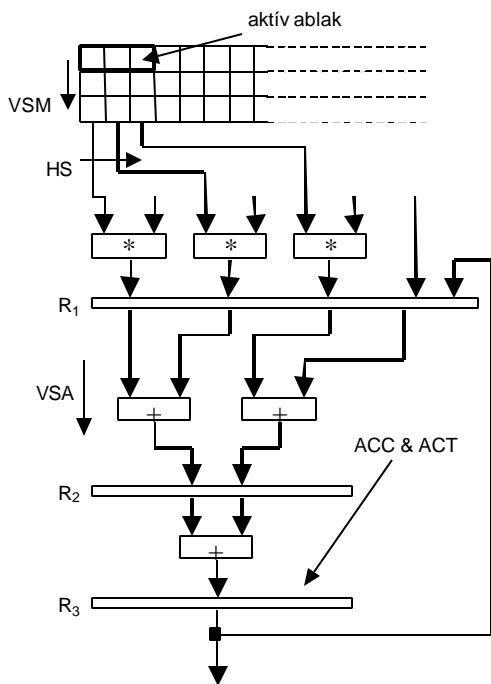 aktív ablak
VSM
HS
* * *
R1
VSA
+ +
ACC & ACT
R2
+
R3